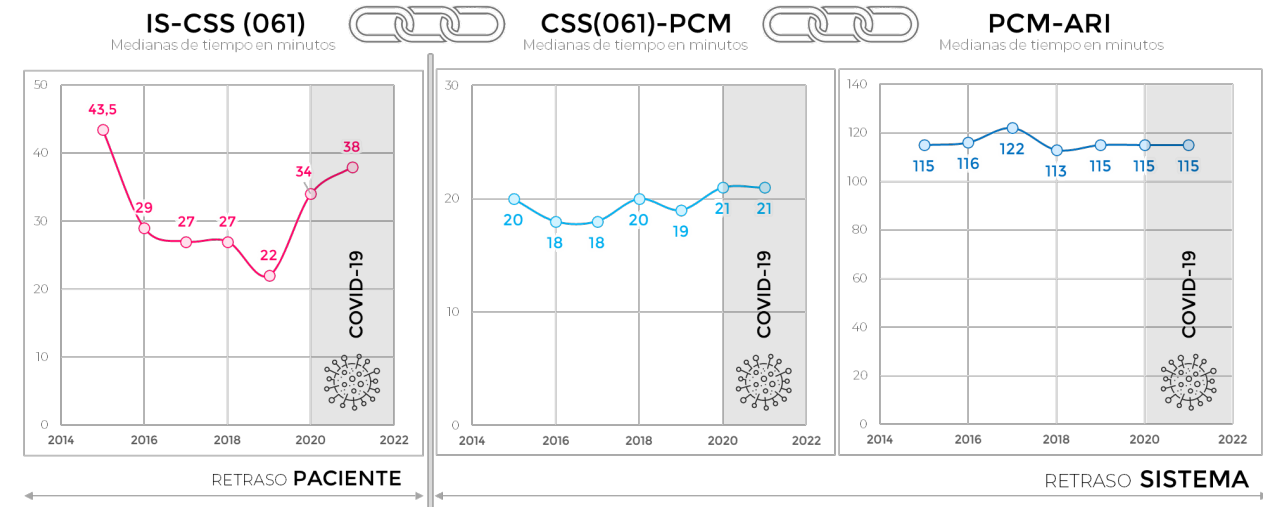 IS-CSS (061)
Medianas de tiempo en minutos
CSS(061)-PCM
Medianas de tiempo en minutos
PCM-ARI
Medianas de tiempo en minutos
50
40
30
20
10
0
43,5
29
27
27
22
34
38
COVID-19
2014 2016 2018 2020 2022
30
20
10
0
20
18
18
20
19
21
21
COVID-19
2014 2016 2018 2020 2022
140
120
100
80
60
40
20
0
115
116
122
113
115
115
115
COVID-19
2014 2016 2018 2020 2022
RETRASO PACIENTE
RETRASO SISTEMA